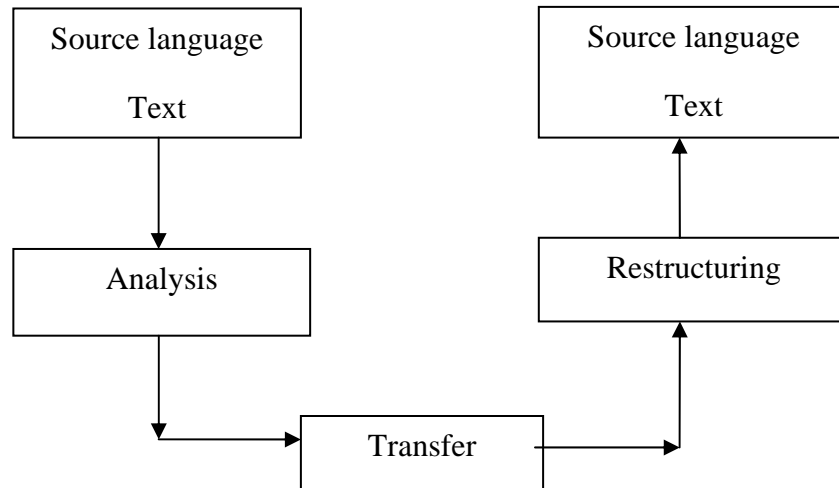 Source language
Text
Source language
Text
Analysis
Restructuring
Transfer